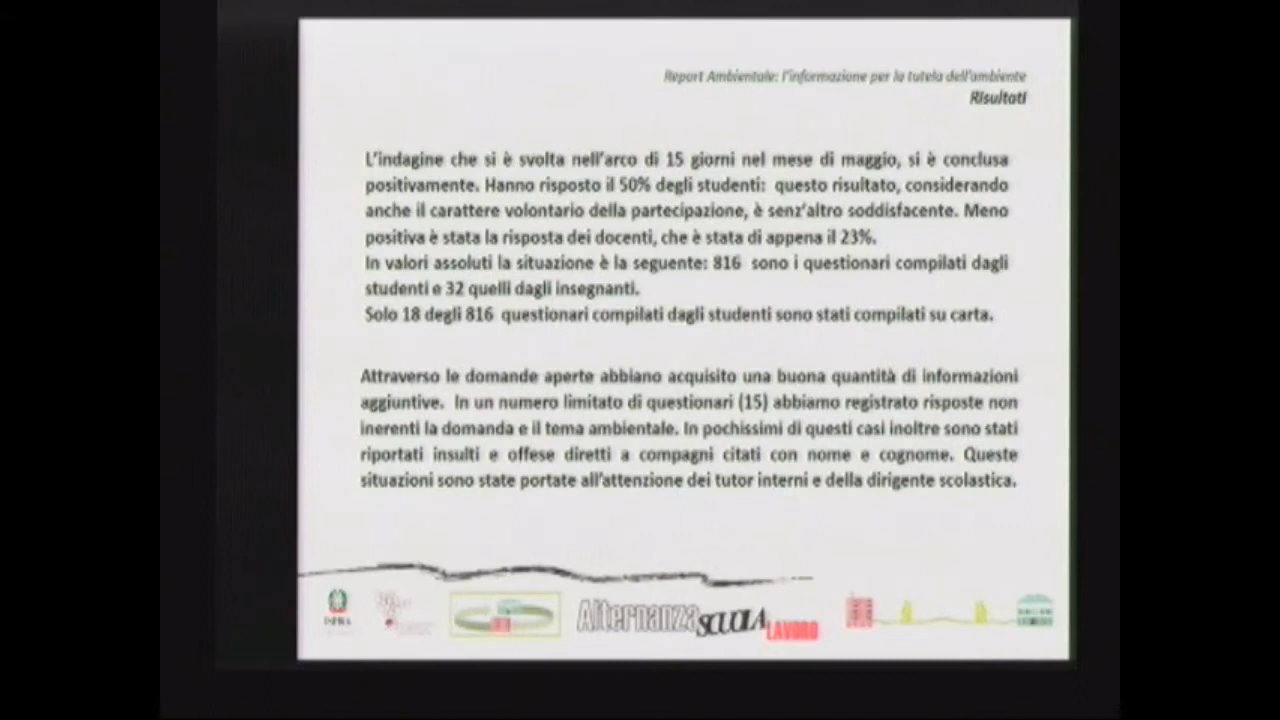 Report Ambientale: l'informazione per la tutela dell'ambiente
Risultati
L'indagine che si è svolta nell'arco di 15 giorni nel mese di maggio, si è conclusa
positivamente. Hanno risposto il 50% degli studenti: questo risultato, considerando
anche il carattere volontario della partecipazione, è senz'altro soddisfacente. Meno
positiva è stata la risposta dei docenti, che è stata di appena il 23%.
In valori assoluti la situazione è la seguente: 816 sono i questionari compilati dagli
studenti e 32 quelli dagli insegnanti.
Solo 18 degli 816 questionari compilati dagli studenti sono stati compilati su carta.
Attraverso le domande aperte abbiano acquisito una buona quantità di informazioni
aggiuntive. In un numero limitato di questionari (15) abbiamo registrato risposte non
inerenti la domanda e il tema ambientale. In pochissimi di questi casi inoltre sono stati
riportati insulti e offese diretti a compagni citati con nome e cognome. Queste
situazioni sono state portate all'attenzione dei tutor interni e della dirigente scolastica.
ISPRA
Alternanza SCUOLA LAVORO